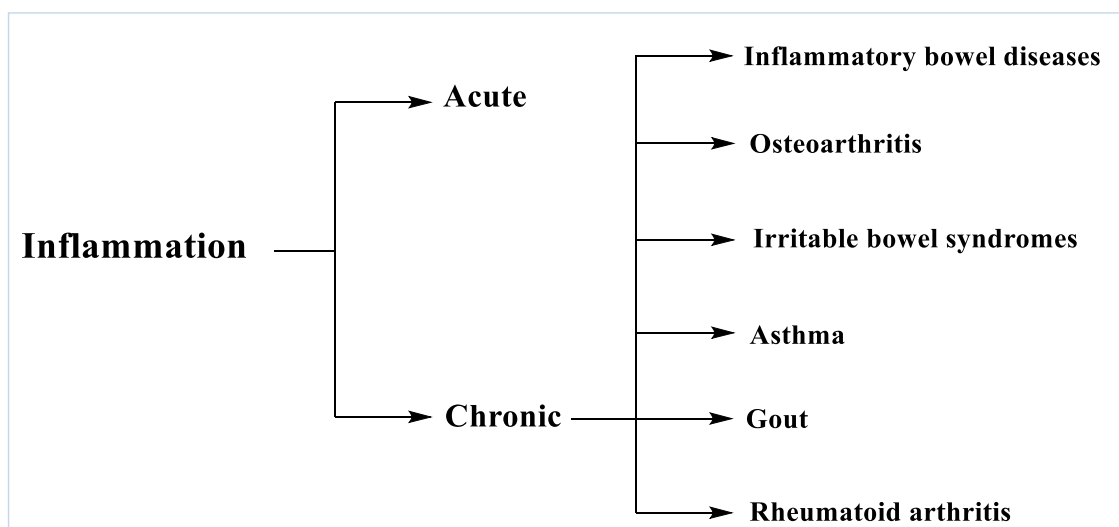 Inflammation
Acute
Chronic
Inflammatory bowel diseases
Osteoarthritis
Irritable bowel syndromes
Asthma
Gout
Rheumatoid arthritis